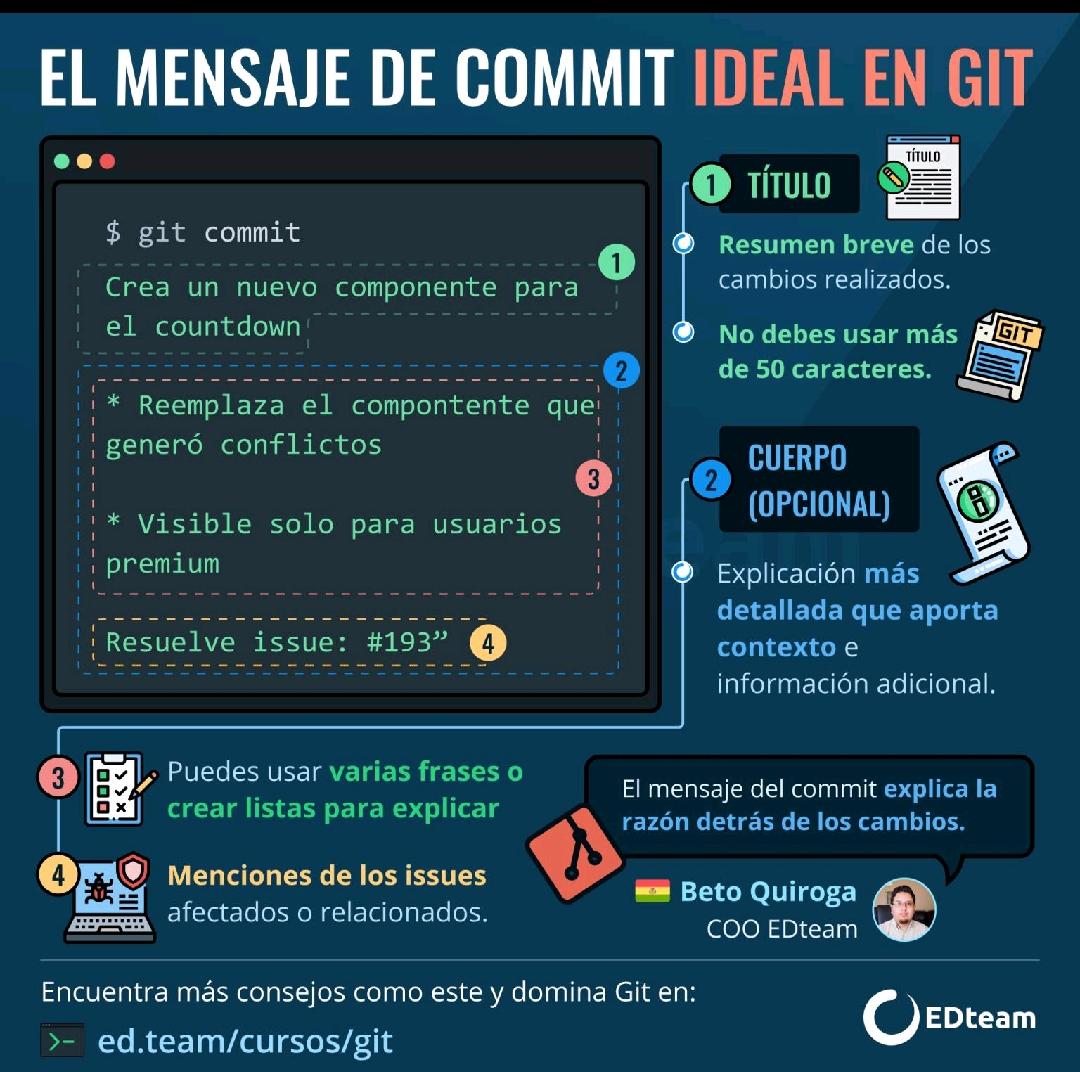 EL MENSAJE DE COMMIT IDEAL EN GIT
$ git commit
1
Crea un nuevo componente para
el countdown
2
* Reemplaza el compontente que
generó conflictos
3
* Visible solo para usuarios
premium
Resuelve issue: #193”
4
1
TÍTULO
TÍTULO
Resumen breve de los
cambios realizados.
No debes usar más
de 50 caracteres.
GIT
2
CUERPO
(OPCIONAL)
Explicación más
detallada que aporta
contexto e
información adicional.
3
Puedes usar varias frases o
crear listas para explicar
4
Menciones de los issues
afectados o relacionados.
El mensaje del commit explica la
razón detrás de los cambios.
Beto Quiroga
COO EDteam
Encuentra más consejos como este y domina Git en:
>-
ed.team/cursos/git
EDteam